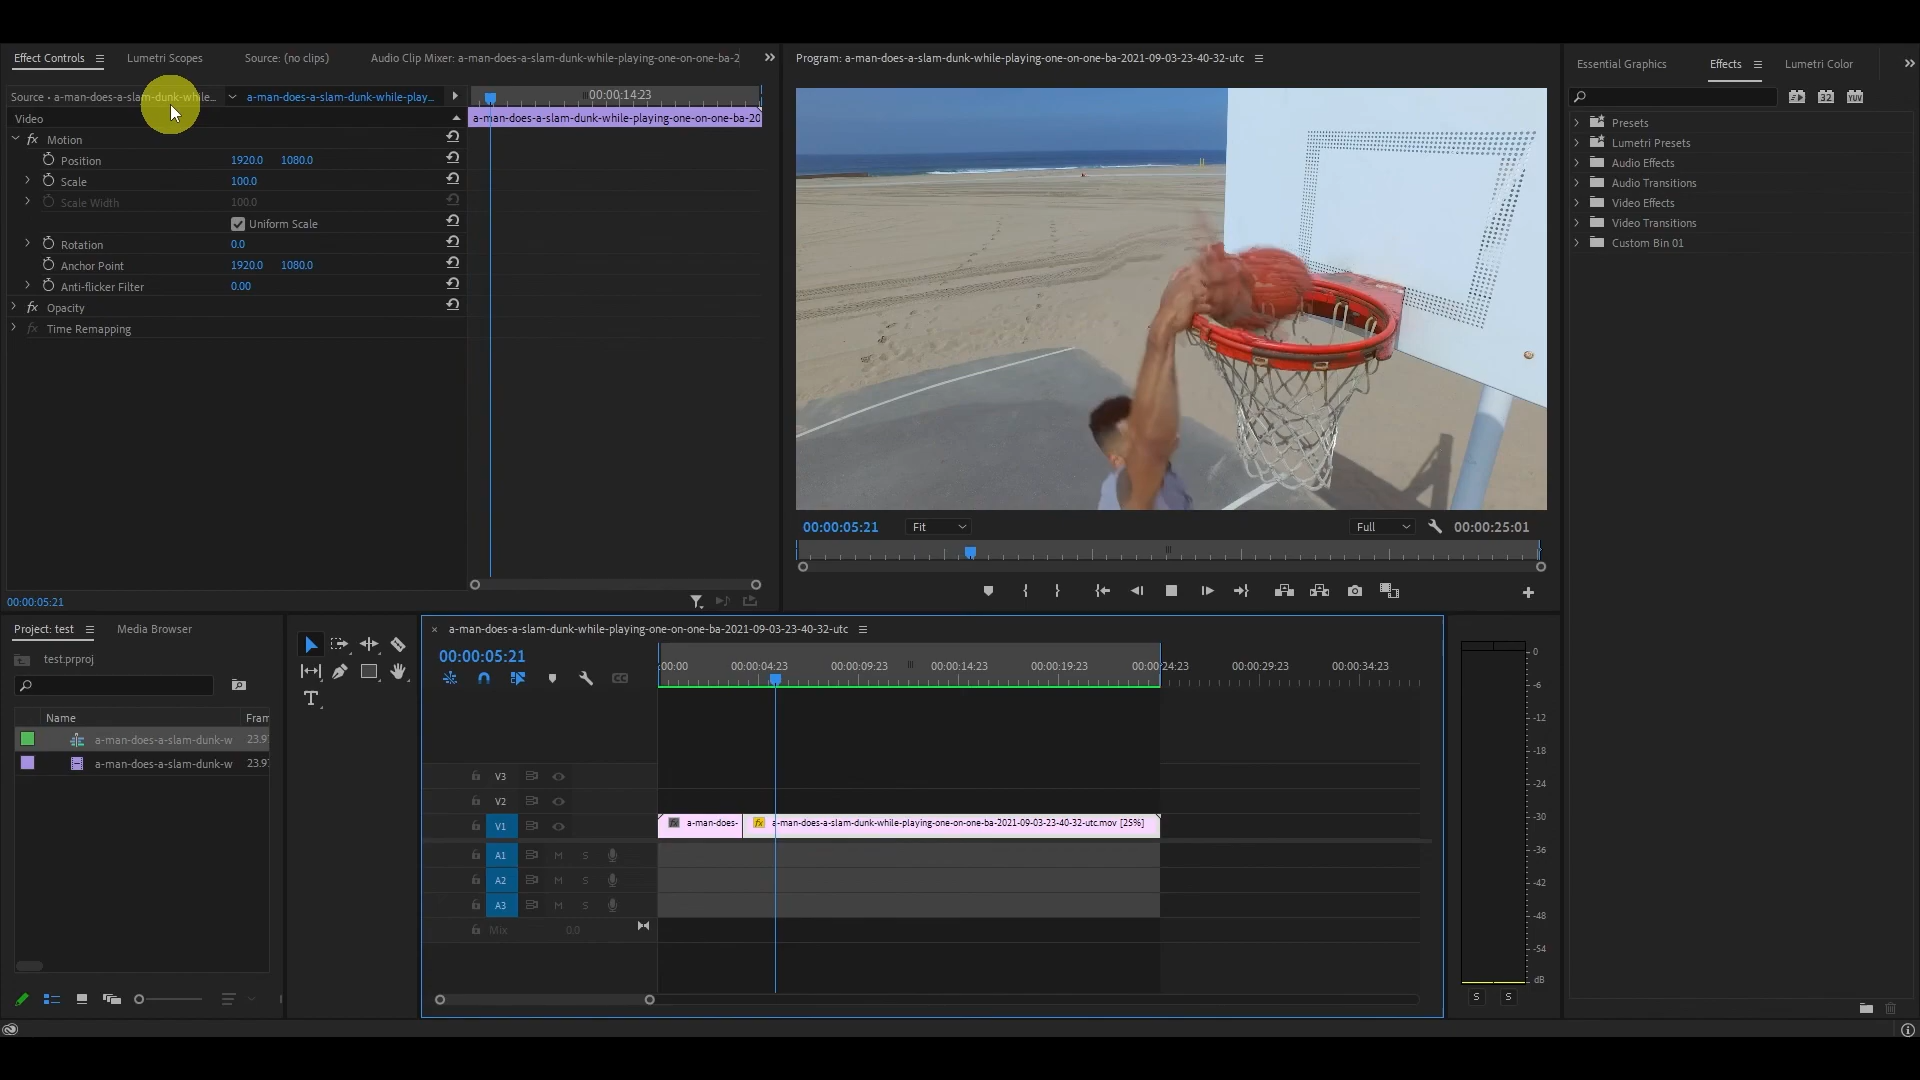 Effect Controls
Lumetri Scopes
Source: (no clips)
Audio Clip Mixer: a-man-does-a-slam-dunk-while-playing-one-on-one-ba-2
Source • a-man-does-a-slam-dunk-while...
a-man-does-a-slam-dunk-while-play...
00:00:14:23
Video
a-man-does-a-slam-dunk-while-playing-one-on-one-ba-20
fx Motion
Position 1920.0 1080.0
Scale 100.0
Scale Width 100.0
Uniform Scale
Rotation 0.0
Anchor Point 1920.0 1080.0
Anti-flicker Filter 0.00
fx Opacity
fx Time Remapping
00:00:05:21
Program: a-man-does-a-slam-dunk-while-playing-one-on-one-ba-2021-09-03-23-40-32-utc
00:00:05:21
Fit
Full
00:00:25:01
Essential Graphics
Effects
Lumetri Color
32
YUV
Presets
Lumetri Presets
Audio Effects
Audio Transitions
Video Effects
Video Transitions
Custom Bin 01
Project: test
Media Browser
test.prproj
Name
Fram
a-man-does-a-slam-dunk-w 23.97
a-man-does-a-slam-dunk-w 23.97
T
× a-man-does-a-slam-dunk-while-playing-one-on-one-ba-2021-09-03-23-40-32-utc
00:00:05:21
:00:00 00:00:04:23 00:00:09:23 00:00:14:23 00:00:19:23 00:00:24:23 00:00:29:23 00:00:34:23
CC
V3
V2
V1
fx a-man-does-
fx a-man-does-a-slam-dunk-while-playing-one-on-one-ba-2021-09-03-23-40-32-utc.mov [25%]
A1 M S
A2 M S
A3 M S
Mix 0.0
0
-6
-12
-18
-24
-30
-36
-42
-48
-54
dB
S S